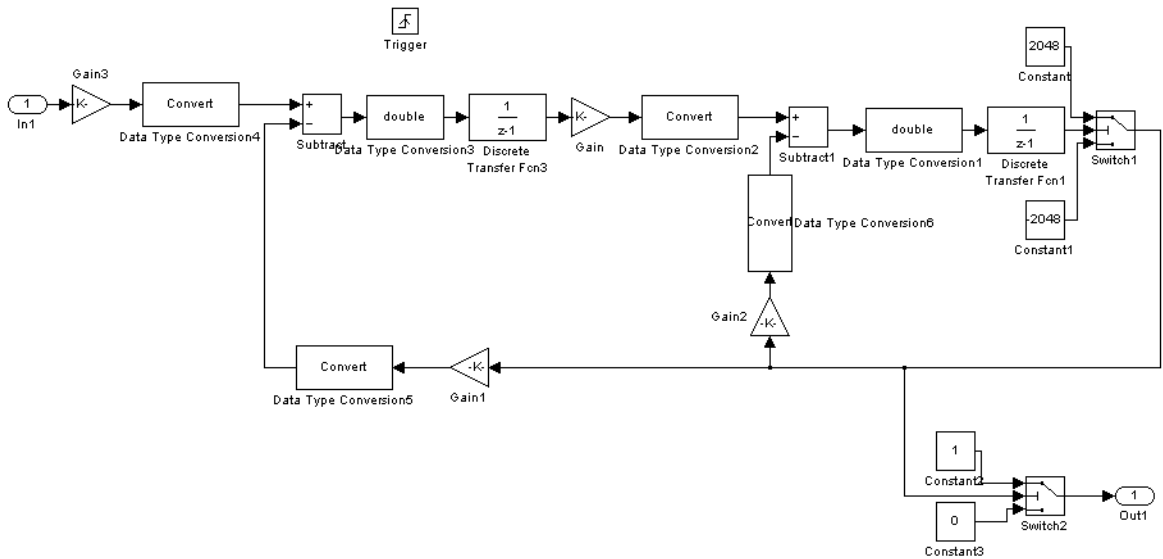 Trigger
2048
Constant
Gain3
1
In1
K-
Convert
Data Type Conversion4
+
−
Subtract
double
Data Type Conversion3
1
z-1
Discrete
Transfer Fcn3
K-
Gain
Convert
Data Type Conversion2
+
−
Subtract1
double
Data Type Conversion1
1
z-1
Discrete
Transfer Fcn1
Switch1
Convert
Data Type Conversion6
-2048
Constant1
Gain2
-K-
Convert
Data Type Conversion5
-K-
Gain1
1
Constant2
0
Constant3
Switch2
1
Out1